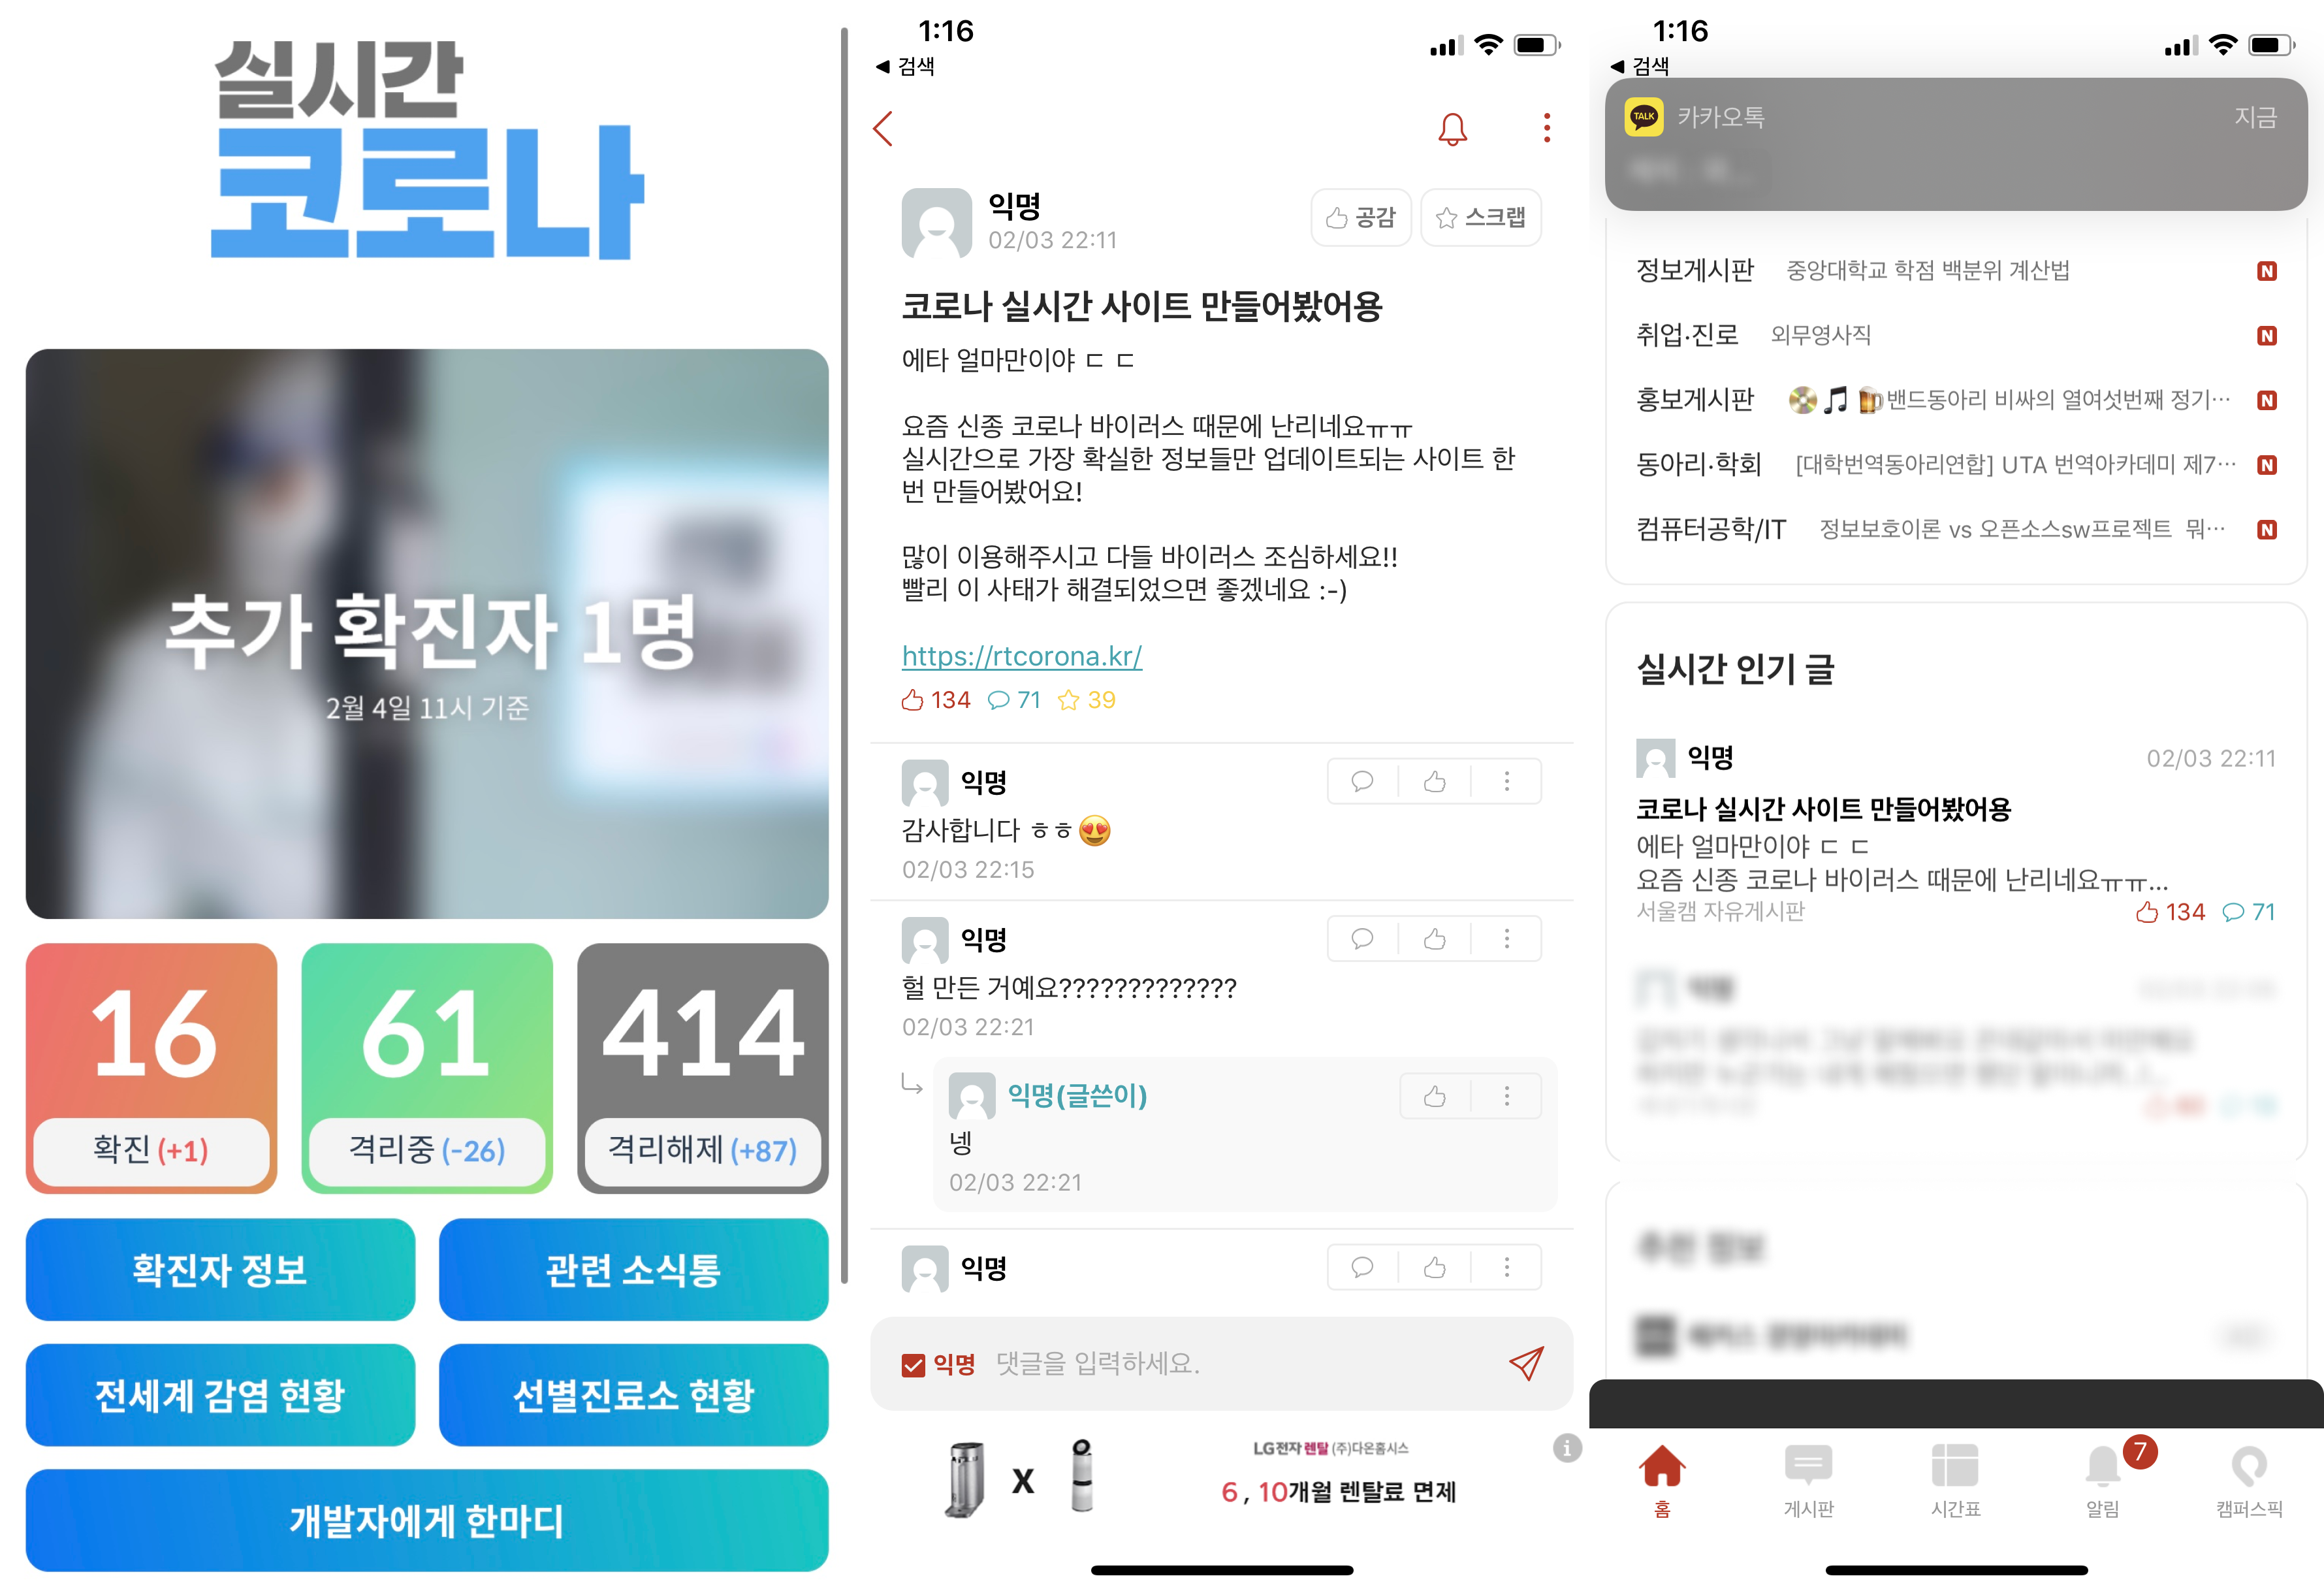 실시간
코로나
추가 확진자 1명
2월 4일 11시 기준
16
확진 (+1)
61
격리중 (-26)
414
격리해제 (+87)
확진자 정보
관련 소식통
전세계 감염 현황
선별진료소 현황
개발자에게 한마디
1:16
◀ 검색
익명
02/03 22:11
공감
스크랩
코로나 실시간 사이트 만들어봤어용
에타 얼마만이야 ㄷ ㄷ
요즘 신종 코로나 바이러스 때문에 난리네요ㅠㅠ
실시간으로 가장 확실한 정보들만 업데이트되는 사이트 한
번 만들어봤어요!
많이 이용해주시고 다들 바이러스 조심하세요!!
빨리 이 사태가 해결되었으면 좋겠네요 :-)
https://rtcorona.kr/
134 71 39
익명
감사합니다 ㅎㅎ😍
02/03 22:15
익명
헐 만든 거예요?????????????
02/03 22:21
익명(글쓴이)
넹
02/03 22:21
익명
익명 댓글을 입력하세요.
X
LG전자 렌탈 (주)다온홈시스
6 , 10개월 렌탈료 면제
1:16
◀ 검색
TALK 카카오톡 지금
정보게시판 중앙대학교 학점 백분위 계산법 N
취업·진로 외무영사직 N
홍보게시판 💿🎵🍺밴드동아리 비싸의 열여섯번째 정기… N
동아리·학회 [대학번역동아리연합] UTA 번역아카데미 제7… N
컴퓨터공학/IT 정보보호이론 vs 오픈소스sw프로젝트 뭐… N
실시간 인기 글
익명 02/03 22:11
코로나 실시간 사이트 만들어봤어용
에타 얼마만이야 ㄷ ㄷ
요즘 신종 코로나 바이러스 때문에 난리네요ㅠㅠ...
서울캠 자유게시판 134 71
7
홈 게시판 시간표 알림 캠퍼스픽